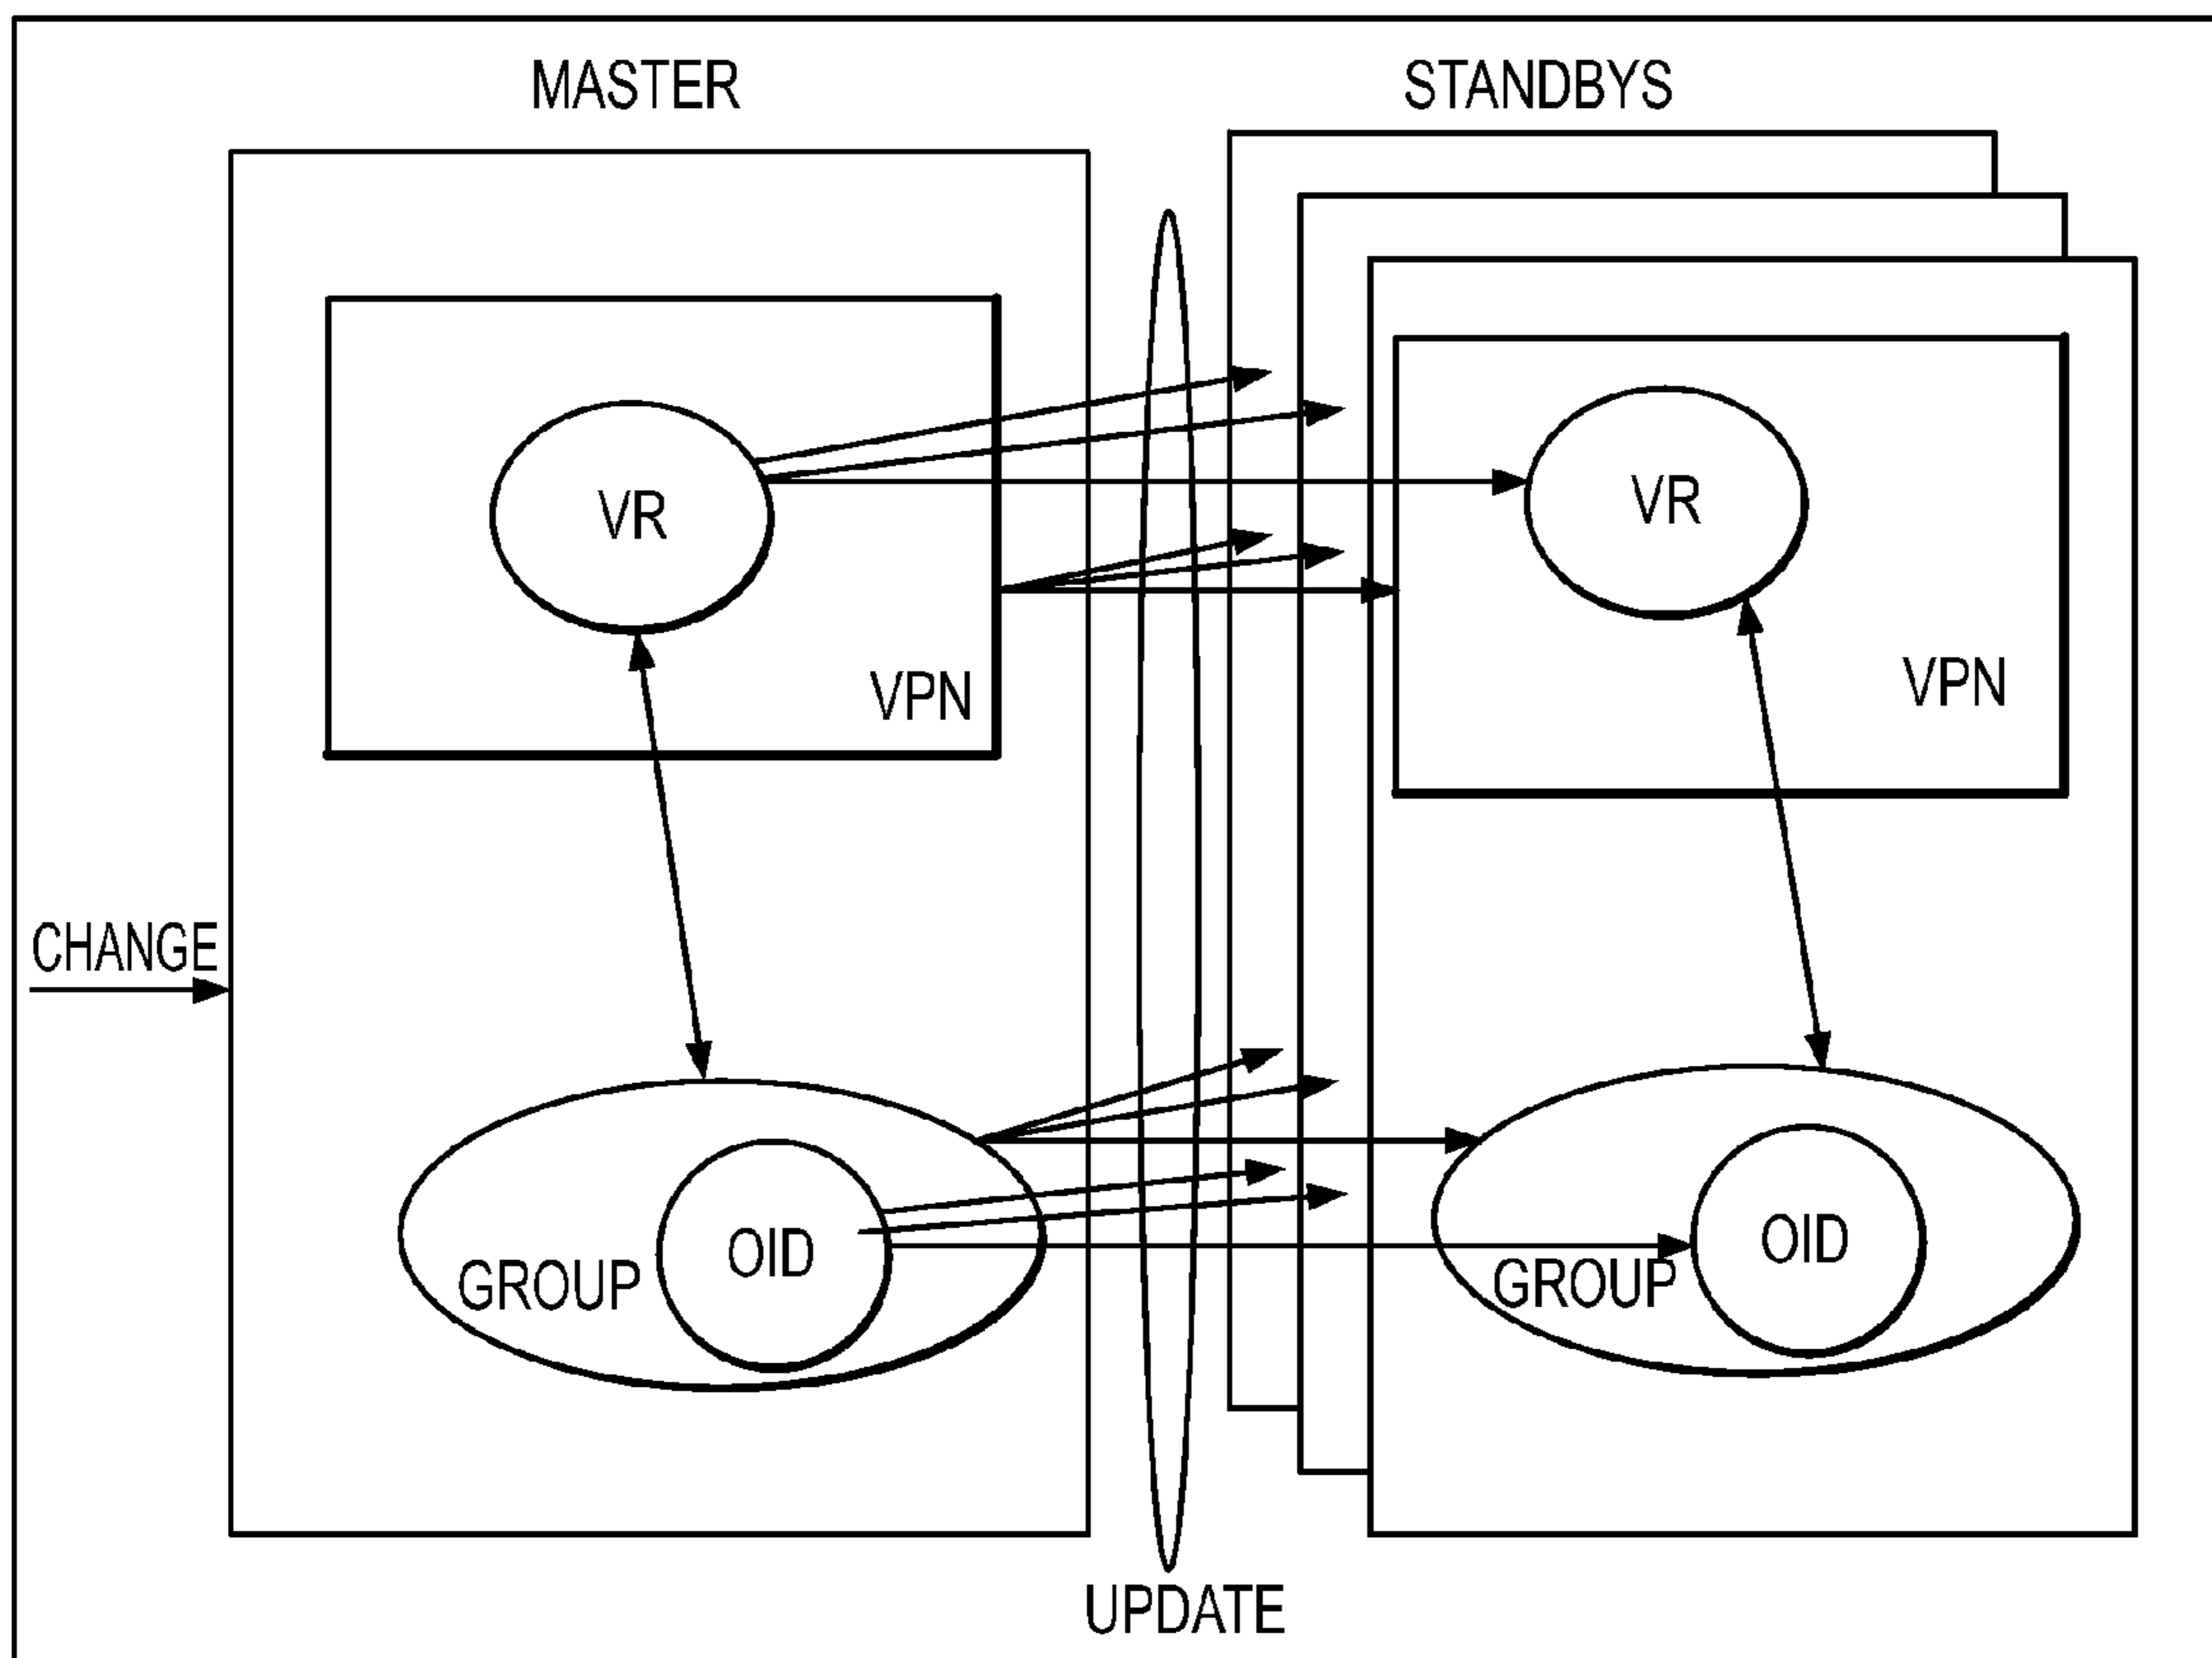 MASTER
STANDBYS
VR
VPN
VR
VPN
CHANGE
GROUP
OID
GROUP
OID
UPDATE